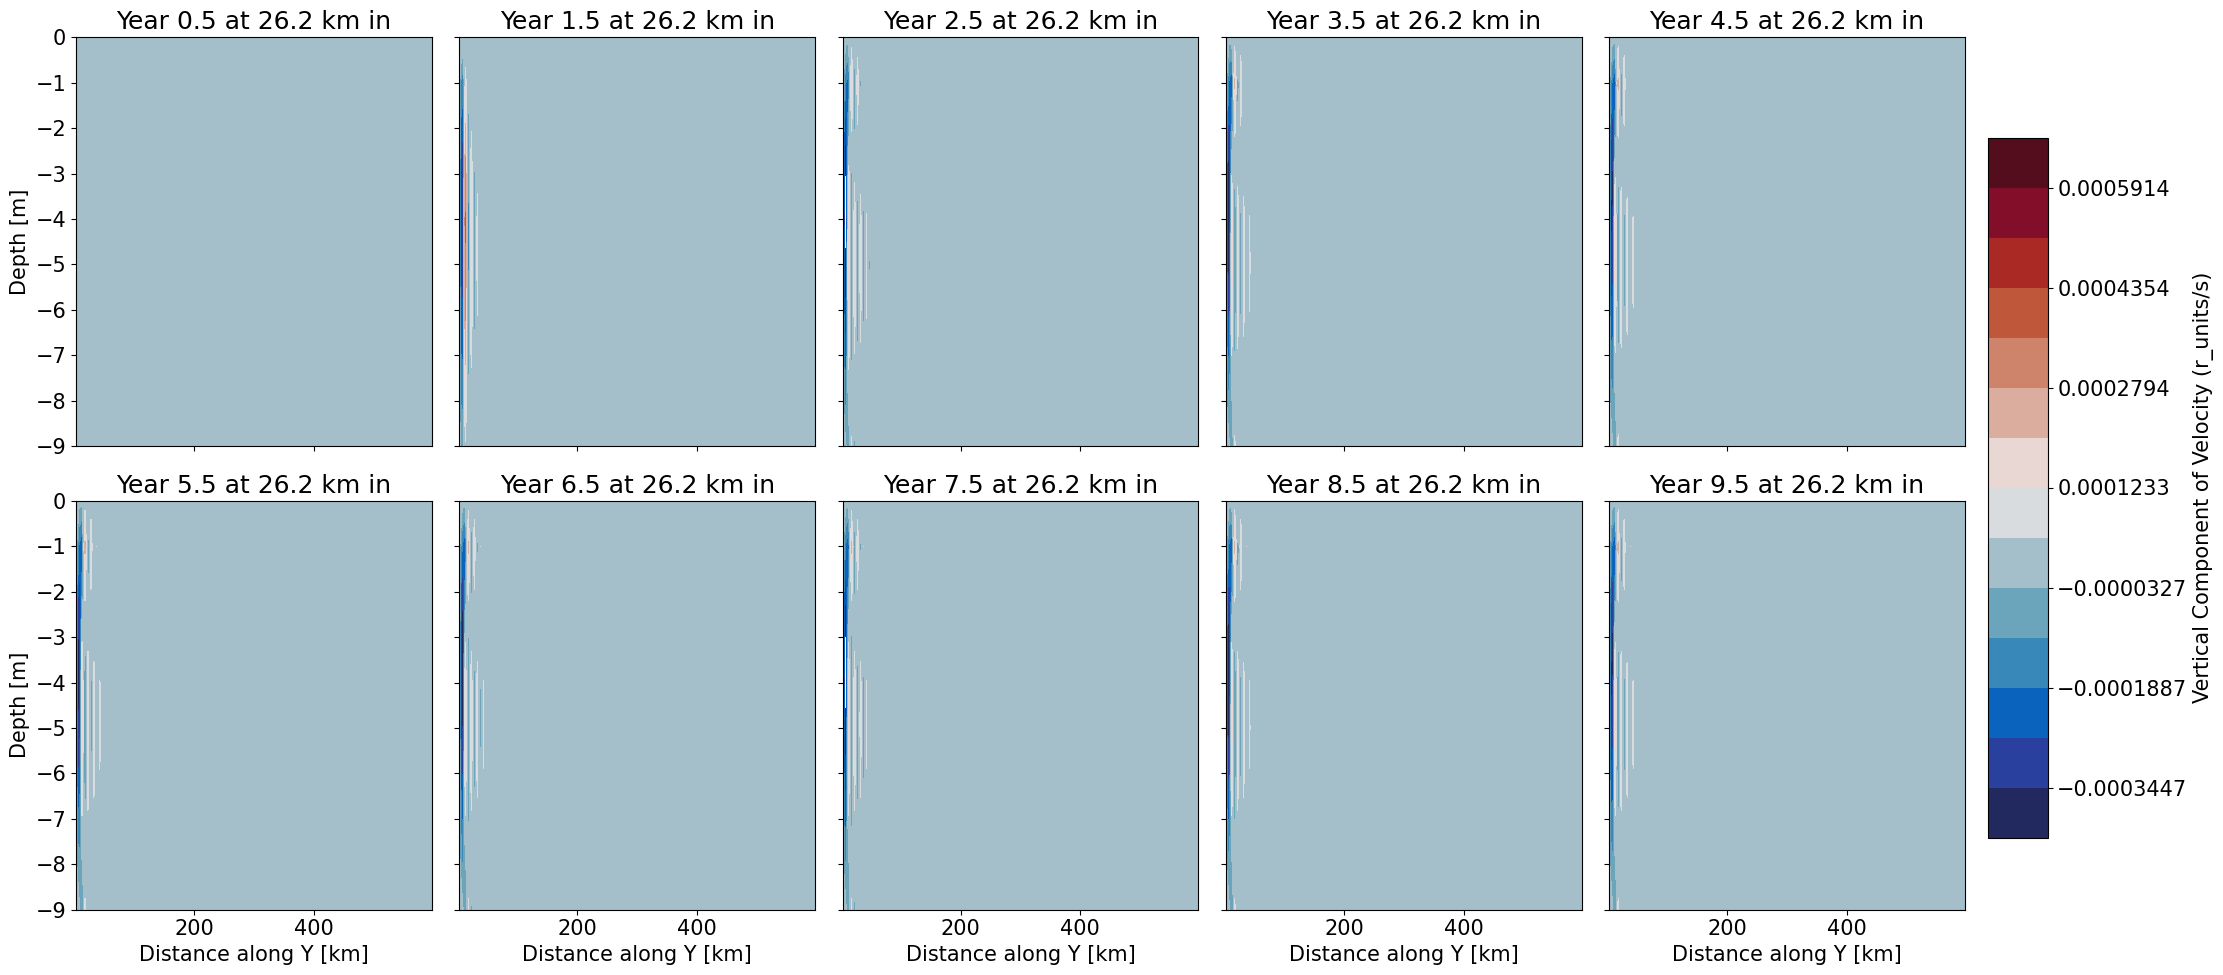 Year 0.5 at 26.2 km in
Year 1.5 at 26.2 km in
Year 2.5 at 26.2 km in
Year 3.5 at 26.2 km in
Year 4.5 at 26.2 km in
0
−1
−2
−3
−4
−5
−6
−7
−8
−9
Depth [m]
Year 5.5 at 26.2 km in
Year 6.5 at 26.2 km in
Year 7.5 at 26.2 km in
Year 8.5 at 26.2 km in
Year 9.5 at 26.2 km in
0
−1
−2
−3
−4
−5
−6
−7
−8
−9
Depth [m]
200 400
200 400
200 400
200 400
200 400
Distance along Y [km]
Distance along Y [km]
Distance along Y [km]
Distance along Y [km]
Distance along Y [km]
0.0005914
0.0004354
0.0002794
0.0001233
−0.0000327
−0.0001887
−0.0003447
Vertical Component of Velocity (r_units/s)